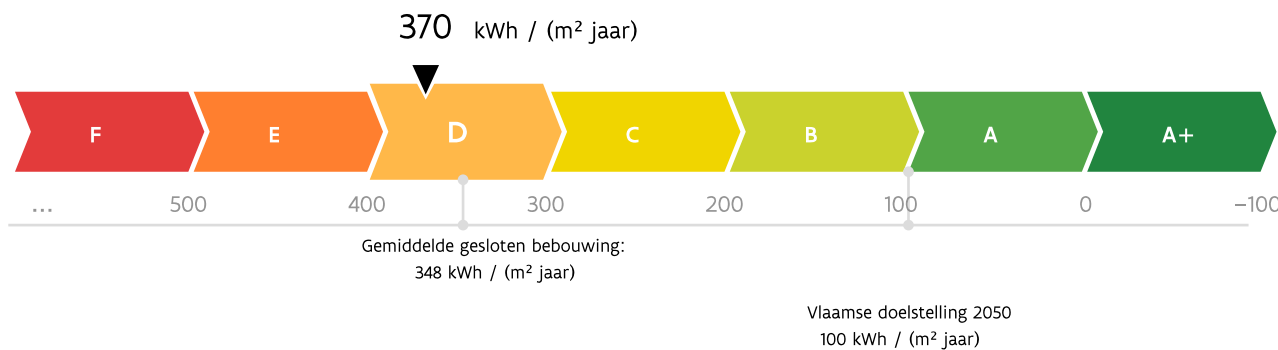 370 kWh / (m² jaar)
F E D C B A A+
... 500 400 300 200 100 0 –100
Gemiddelde gesloten bebouwing:
348 kWh / (m² jaar)
Vlaamse doelstelling 2050
100 kWh / (m² jaar)